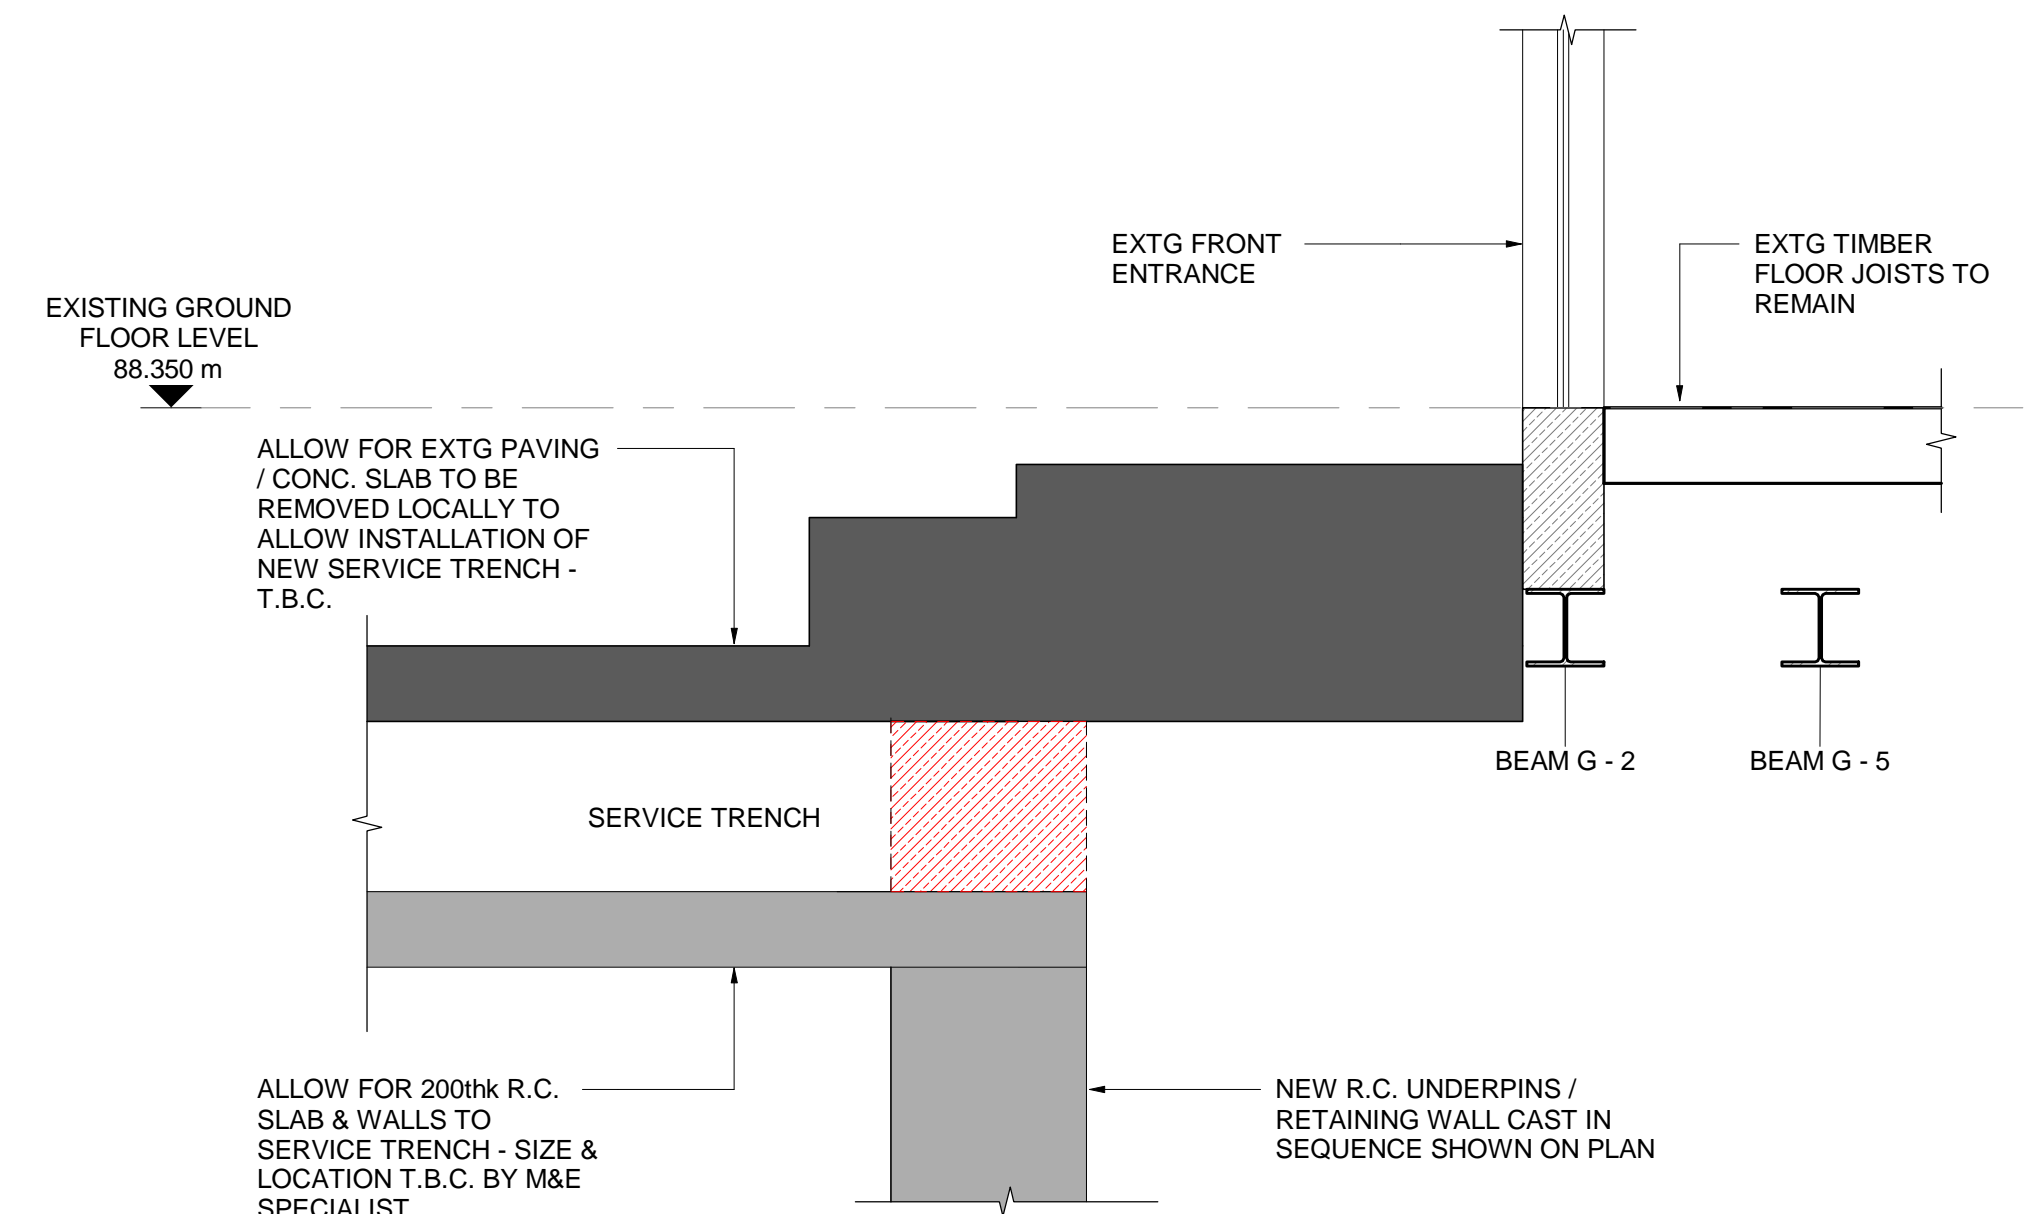 EXTG FRONT
ENTRANCE
EXTG TIMBER
FLOOR JOISTS TO
REMAIN
EXISTING GROUND
FLOOR LEVEL
88.350 m
ALLOW FOR EXTG PAVING
/ CONC. SLAB TO BE
REMOVED LOCALLY TO
ALLOW INSTALLATION OF
NEW SERVICE TRENCH -
T.B.C.
BEAM G - 2
BEAM G - 5
SERVICE TRENCH
ALLOW FOR 200thk R.C.
SLAB & WALLS TO
SERVICE TRENCH - SIZE &
LOCATION T.B.C. BY M&E
SPECIALIST
NEW R.C. UNDERPINS /
RETAINING WALL CAST IN
SEQUENCE SHOWN ON PLAN